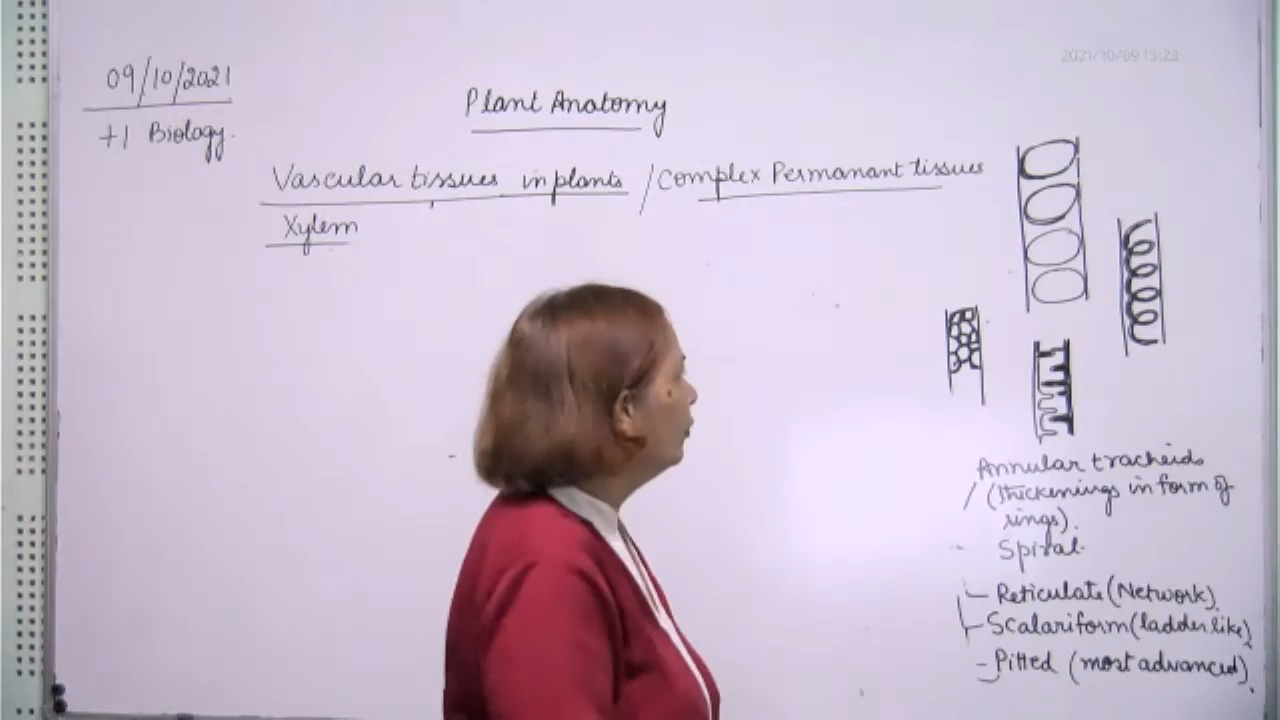 2021/10/09 15:22
09/10/2021
+1 Biology.
Plant Anatomy
Vascular tissues in plants / Complex Permanant tissues
Xylem
Annular tracheids
/ (thickenings in form of
rings).
- Spiral.
- Reticulate (Network).
- Scalariform (ladder like),
- Pitted (most advanced).